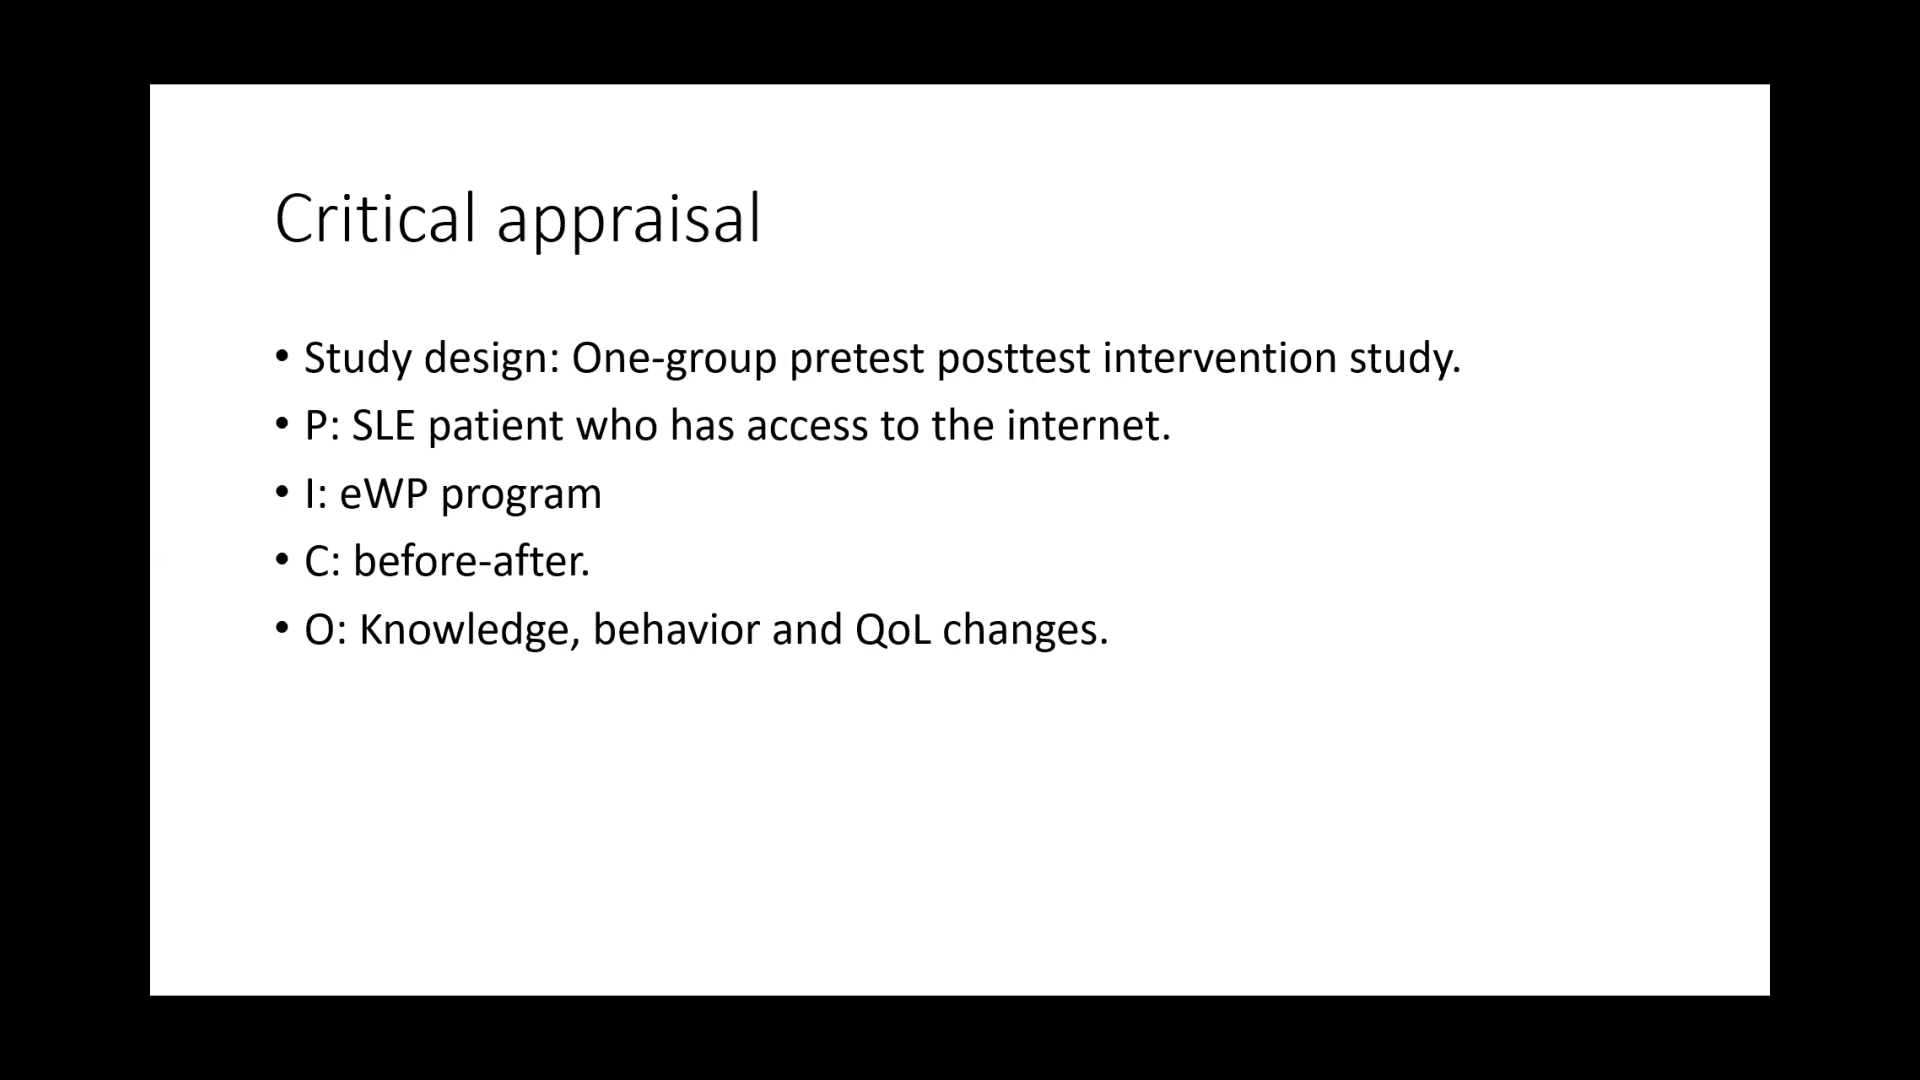 Critical appraisal
• Study design: One-group pretest posttest intervention study.
• P: SLE patient who has access to the internet.
• I: eWP program
• C: before-after.
• O: Knowledge, behavior and QoL changes.